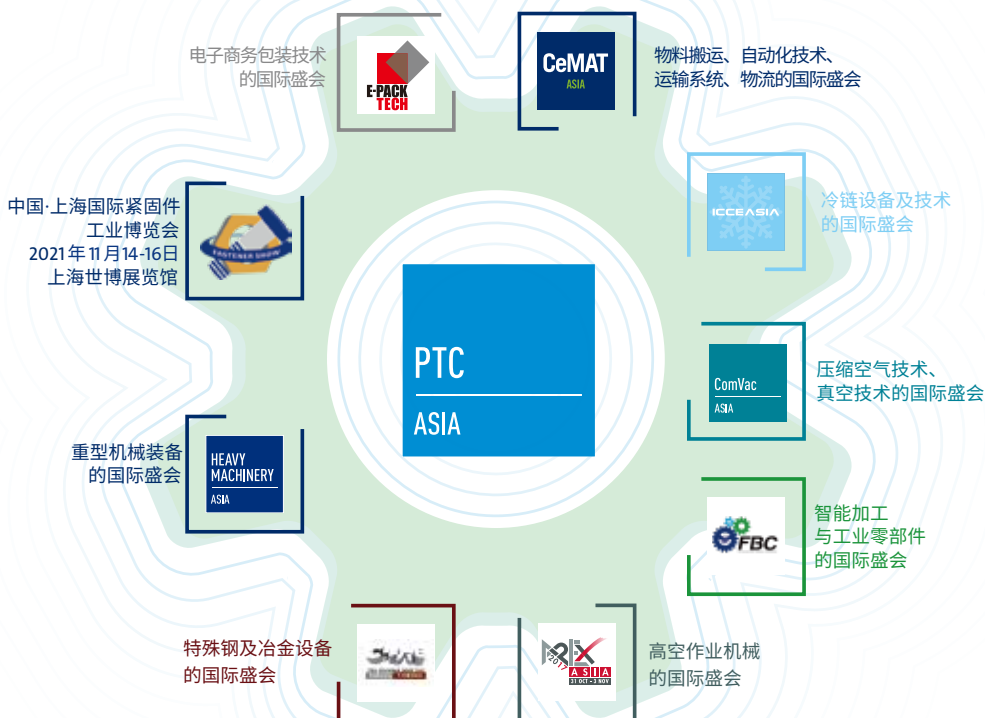 电子商务包装技术
的国际盛会
E-PACK
TECH
CeMAT
ASIA
物料搬运、自动化技术、
运输系统、物流的国际盛会
中国·上海国际紧固件
工业博览会
2021年11月14-16日
上海世博展览馆
FASTENER SHOW
ICCEASIA
冷链设备及技术
的国际盛会
PTC
ASIA
ComVac
ASIA
压缩空气技术、
真空技术的国际盛会
重型机械装备
的国际盛会
HEAVY
MACHINERY
ASIA
FBC
智能加工
与工业零部件
的国际盛会
特殊钢及冶金设备
的国际盛会
2017
ASIA
31 OCT - 3 NOV
高空作业机械
的国际盛会